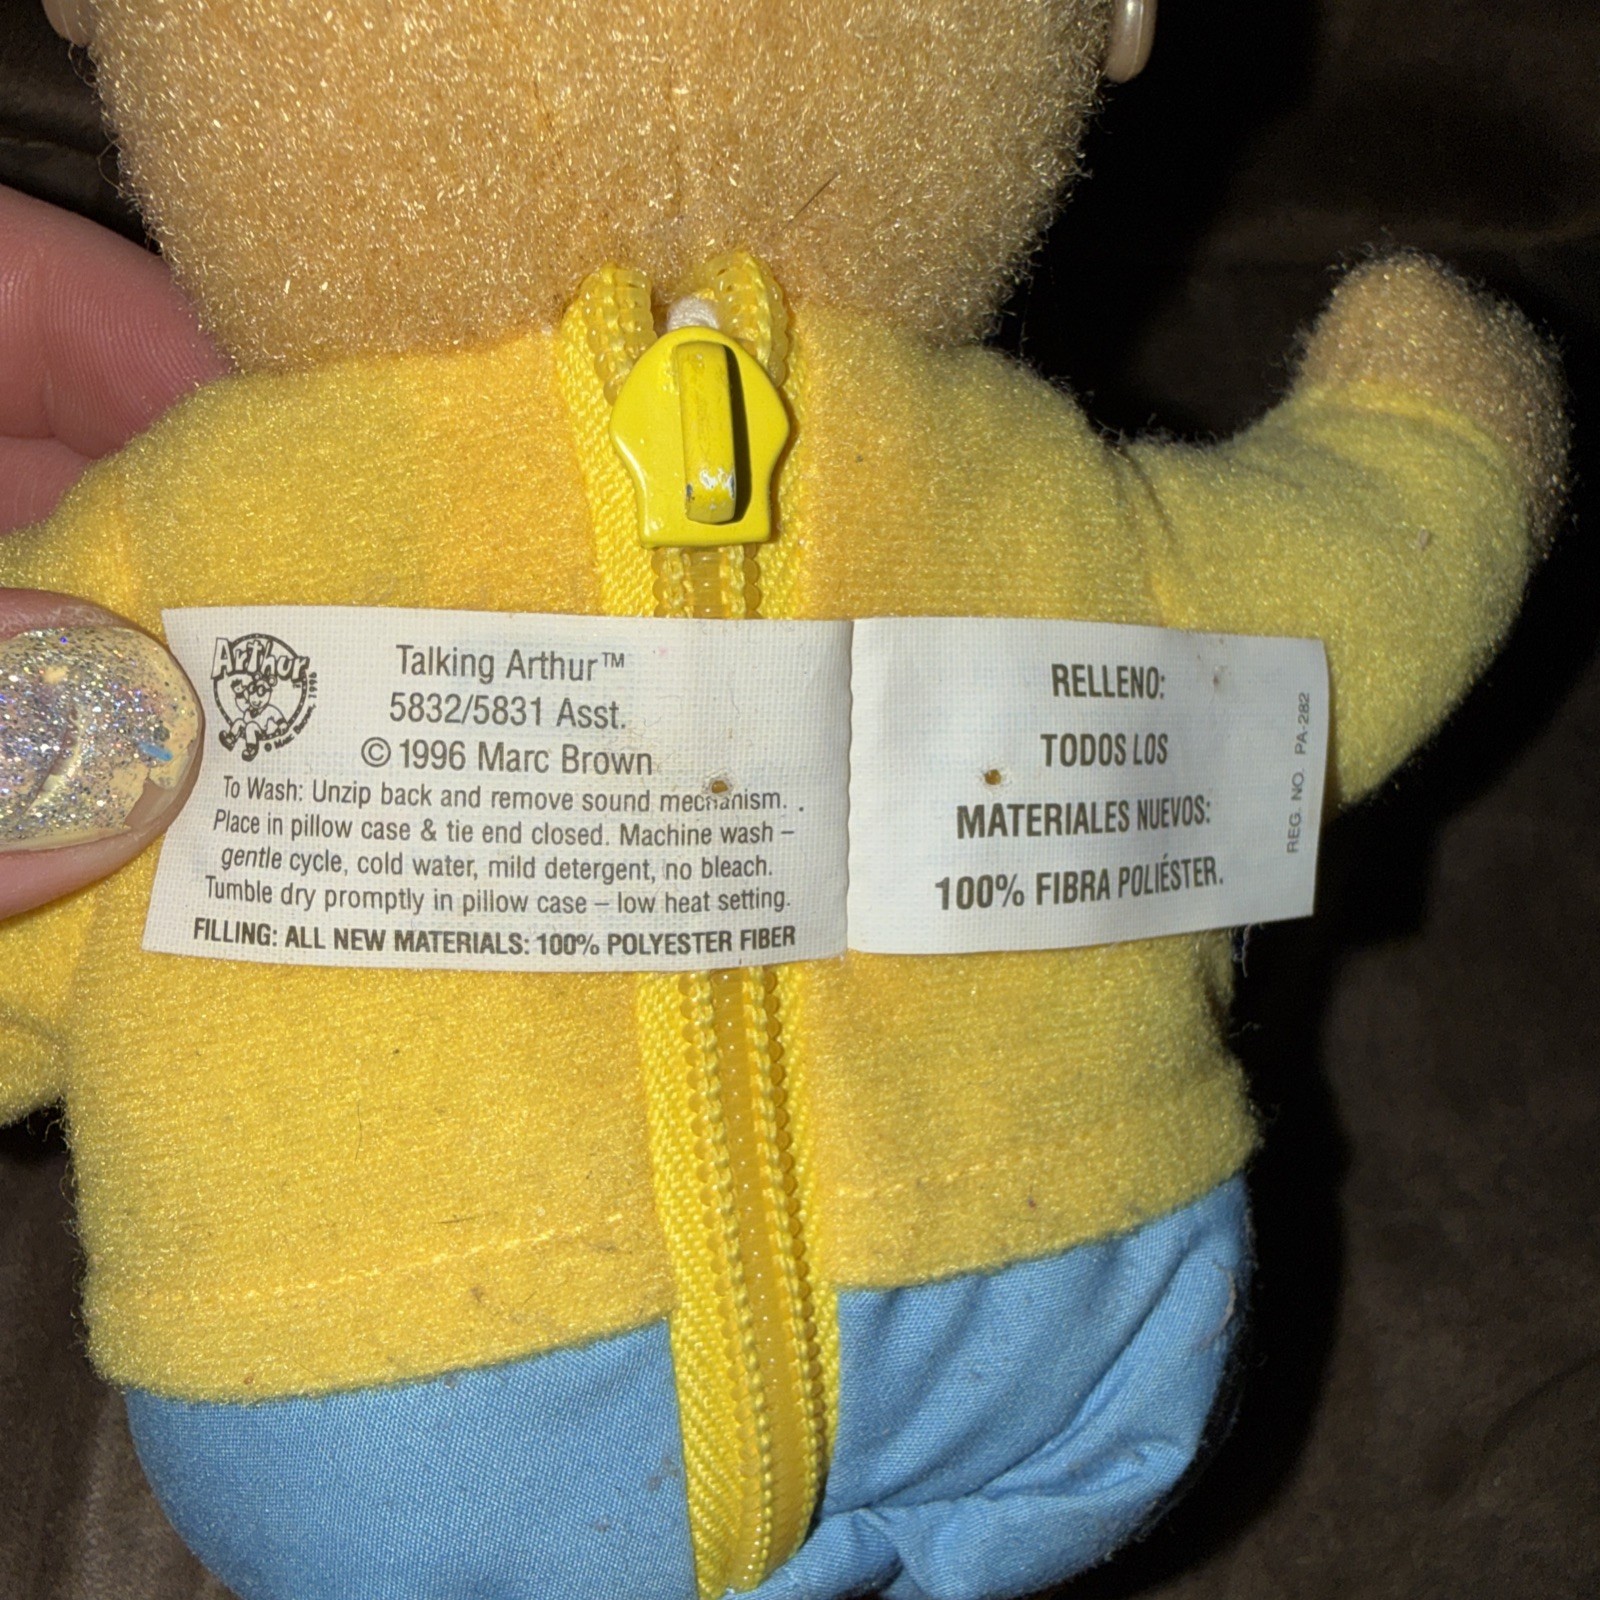 Arthur
© Marc Brown, 1996
Talking Arthur™
5832/5831 Asst.
© 1996 Marc Brown
To Wash: Unzip back and remove sound mechanism.
Place in pillow case & tie end closed. Machine wash –
gentle cycle, cold water, mild detergent, no bleach.
Tumble dry promptly in pillow case – low heat setting.
FILLING: ALL NEW MATERIALS: 100% POLYESTER FIBER
RELLENO:
TODOS LOS
MATERIALES NUEVOS:
100% FIBRA POLIÉSTER.
REG. NO. PA-282